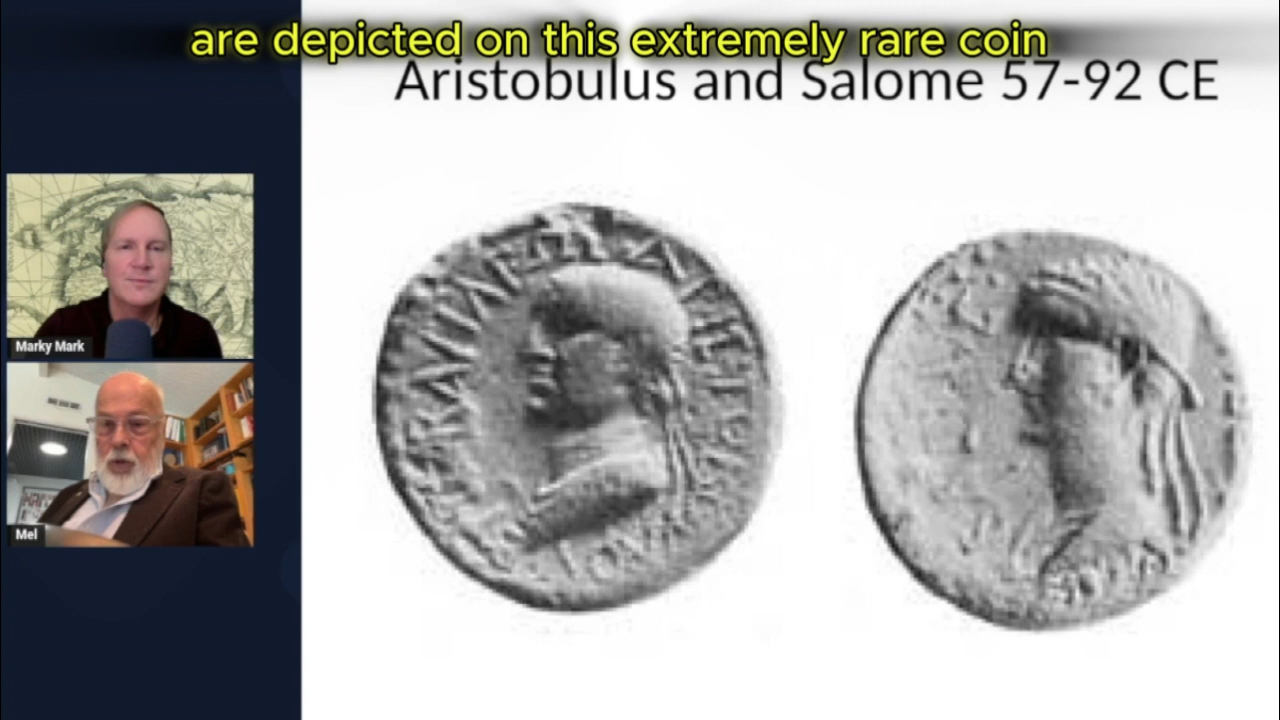 are depicted on this extremely rare coin
Aristobulus and Salome 57-92 CE
Marky Mark
Mel